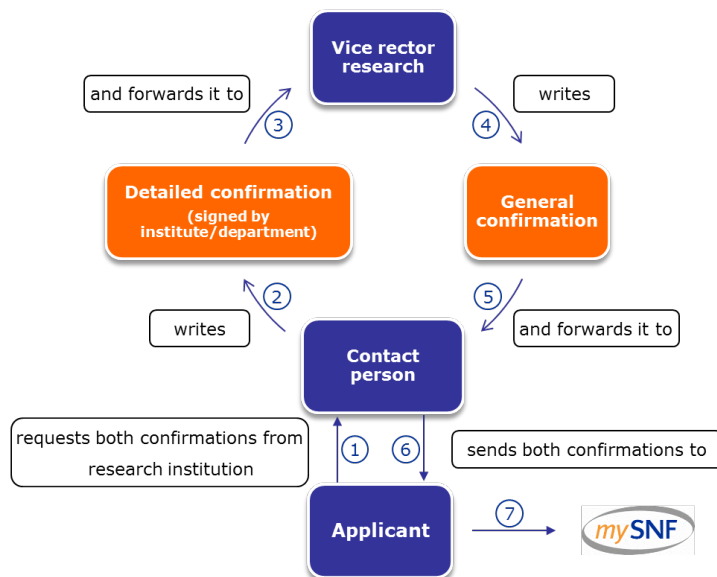 Vice rector
research
and forwards it to
3
4
writes
Detailed confirmation
(signed by
institute/department)
General
confirmation
2
5
writes
and forwards it to
Contact
person
requests both confirmations from
research institution
1
6
sends both confirmations to
Applicant
7
mySNF